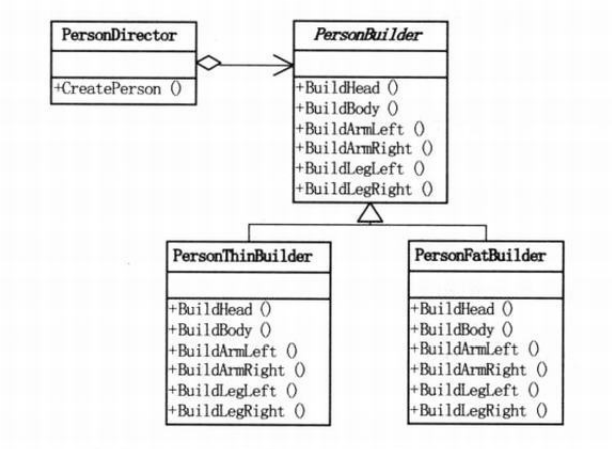 PersonDirector
+CreatePerson ()
PersonBuilder
+BuildHead ()
+BuildBody ()
+BuildArmLeft ()
+BuildArmRight ()
+BuildLegLeft ()
+BuildLegRight ()
PersonThinBuilder
+BuildHead ()
+BuildBody ()
+BuildArmLeft ()
+BuildArmRight ()
+BuildLegLeft ()
+BuildLegRight ()
PersonFatBuilder
+BuildHead ()
+BuildBody ()
+BuildArmLeft ()
+BuildArmRight ()
+BuildLegLeft ()
+BuildLegRight ()